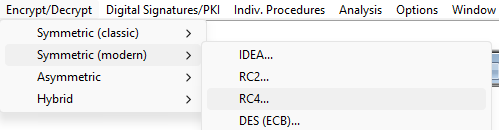 Encrypt/Decrypt Digital Signatures/PKI Indiv. Procedures Analysis Options Window
Symmetric (classic)
Symmetric (modern)
Asymmetric
Hybrid
IDEA...
RC2...
RC4...
DES (ECB)...